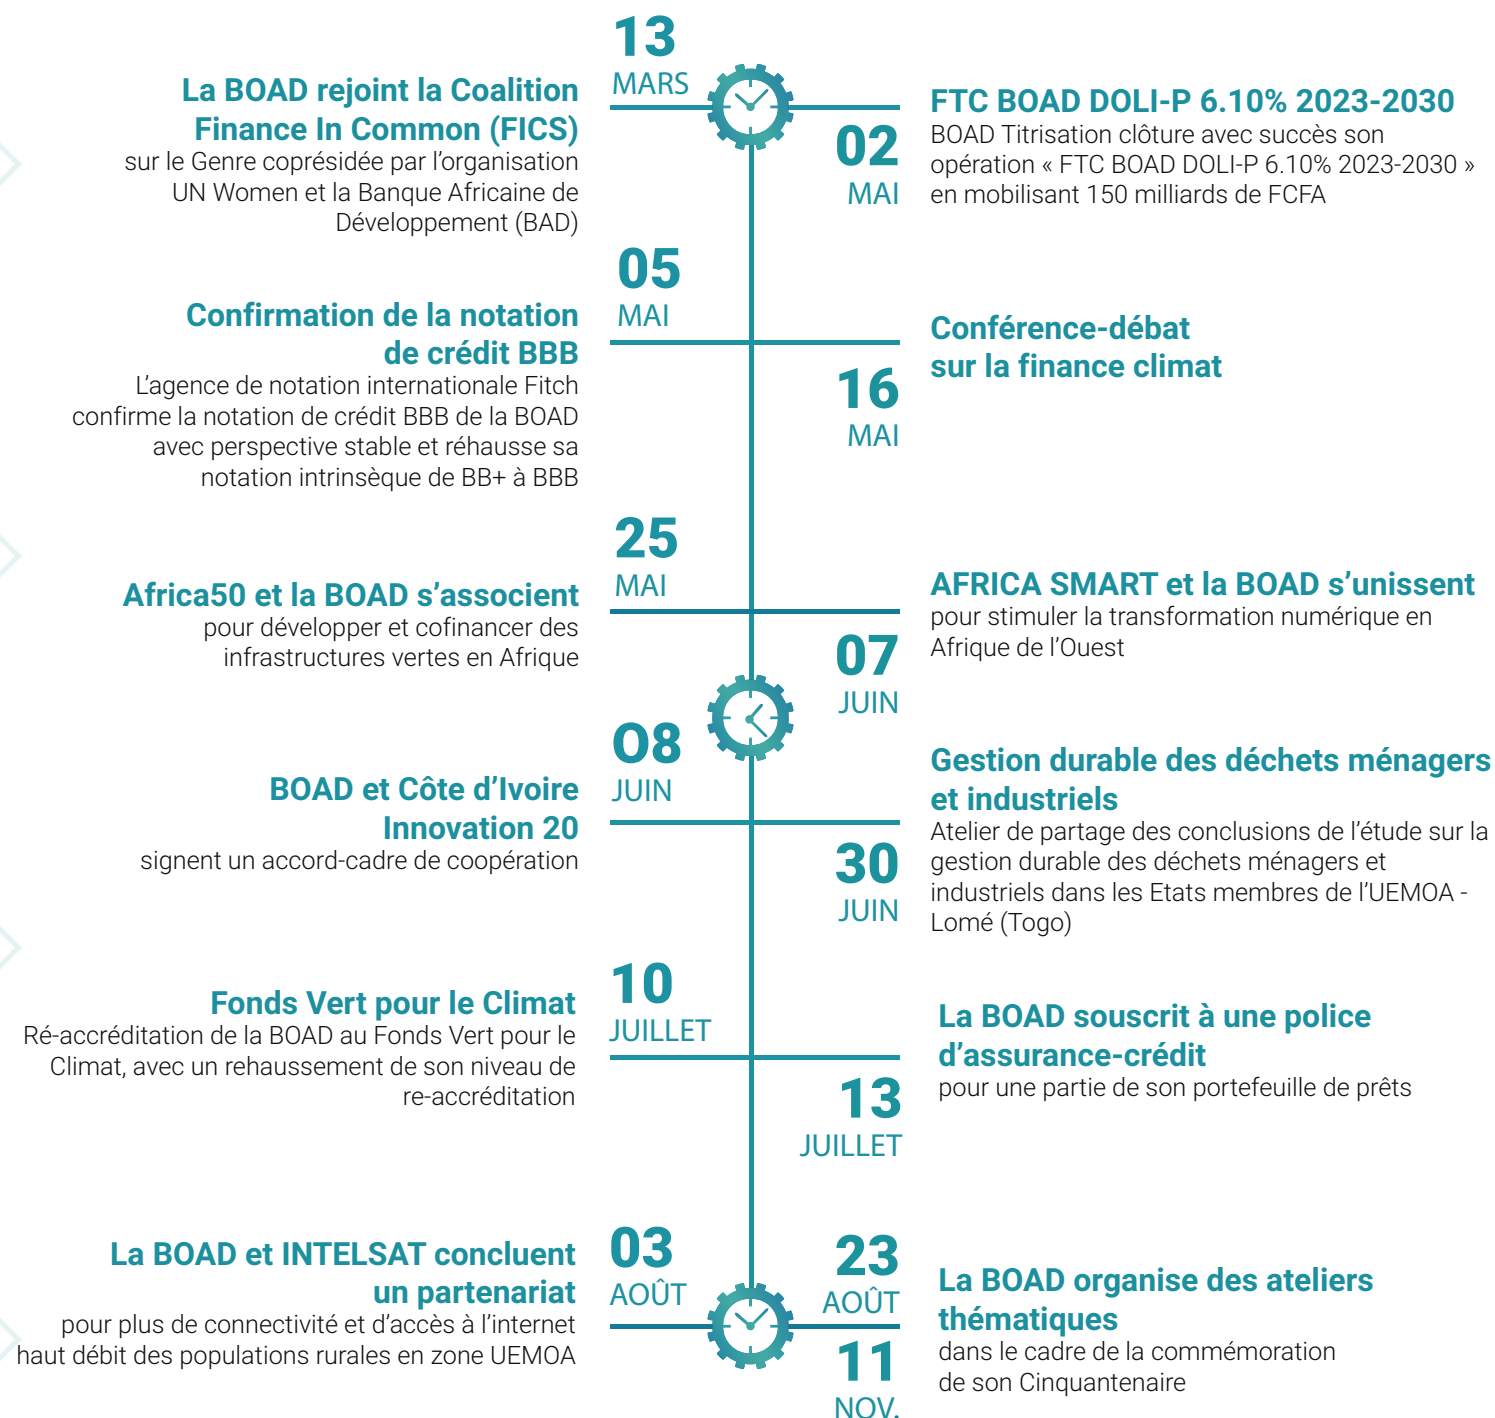 13
MARS
La BOAD rejoint la Coalition
Finance In Common (FICS)
sur le Genre coprésidée par l’organisation
UN Women et la Banque Africaine de
Développement (BAD)
02
MAI
FTC BOAD DOLI-P 6.10% 2023-2030
BOAD Titrisation clôture avec succès son
opération « FTC BOAD DOLI-P 6.10% 2023-2030 »
en mobilisant 150 milliards de FCFA
05
MAI
Confirmation de la notation
de crédit BBB
L’agence de notation internationale Fitch
confirme la notation de crédit BBB de la BOAD
avec perspective stable et réhausse sa
notation intrinsèque de BB+ à BBB
16
MAI
Conférence-débat
sur la finance climat
25
MAI
Africa50 et la BOAD s’associent
pour développer et cofinancer des
infrastructures vertes en Afrique
07
JUIN
AFRICA SMART et la BOAD s’unissent
pour stimuler la transformation numérique en
Afrique de l’Ouest
O8
JUIN
BOAD et Côte d’Ivoire
Innovation 20
signent un accord-cadre de coopération
30
JUIN
Gestion durable des déchets ménagers
et industriels
Atelier de partage des conclusions de l’étude sur la
gestion durable des déchets ménagers et
industriels dans les Etats membres de l’UEMOA -
Lomé (Togo)
10
JUILLET
Fonds Vert pour le Climat
Ré-accréditation de la BOAD au Fonds Vert pour le
Climat, avec un rehaussement de son niveau de
re-accréditation
13
JUILLET
La BOAD souscrit à une police
d’assurance-crédit
pour une partie de son portefeuille de prêts
03
AOÛT
La BOAD et INTELSAT concluent
un partenariat
pour plus de connectivité et d’accès à l’internet
haut débit des populations rurales en zone UEMOA
23
AOÛT
11
NOV.
La BOAD organise des ateliers
thématiques
dans le cadre de la commémoration
de son Cinquantenaire